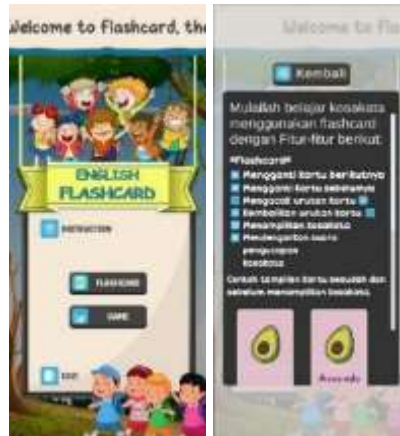 Welcome to Flashcard, the
ENGLISH
FLASHCARD
INSTRUCTION
FLASHCARD
GAME
EXIT
Welcome to Fla
Kembali
Mulailah belajar kosakata
menggunakan flashcard
dengan Fitur-fitur berikut:
*Flashcard*
Mengganti kartu berikutnya
Mengganti kartu sebelumnya
Mengacak urutan kartu
Kembalikan urutan kartu
Menampilkan kosakata
Mendengarkan suara
pengucapan
kosakata
Contoh tampilan kartu sesudah dan
sebelum menampilkan kosakata
Avocado